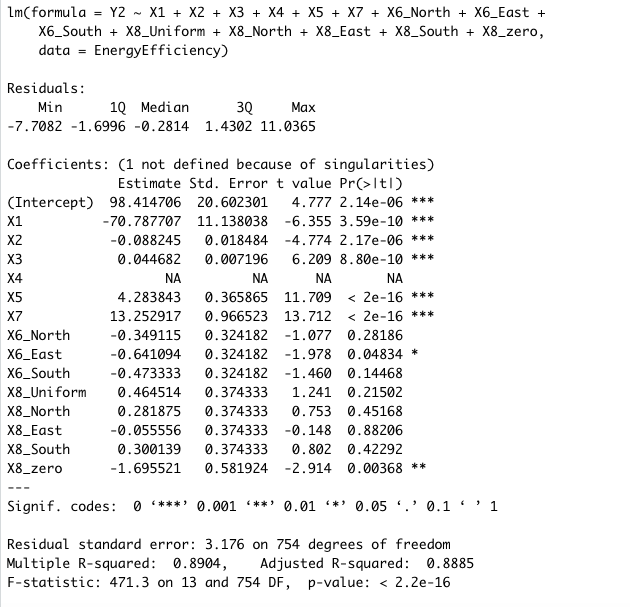 lm(formula = Y2 ~ X1 + X2 + X3 + X4 + X5 + X7 + X6_North + X6_East +
    X6_South + X8_Uniform + X8_North + X8_East + X8_South + X8_zero,
    data = EnergyEfficiency)

Residuals:
    Min      1Q  Median      3Q     Max
-7.7082 -1.6996 -0.2814  1.4302 11.0365

Coefficients: (1 not defined because of singularities)
              Estimate Std. Error t value Pr(>|t|)
(Intercept)  98.414706  20.602301   4.777 2.14e-06 ***
X1          -70.787707  11.138038  -6.355 3.59e-10 ***
X2           -0.088245   0.018484  -4.774 2.17e-06 ***
X3            0.044682   0.007196   6.209 8.80e-10 ***
X4                  NA         NA      NA       NA
X5            4.283843   0.365865  11.709  < 2e-16 ***
X7           13.252917   0.966523  13.712  < 2e-16 ***
X6_North     -0.349115   0.324182  -1.077  0.28186
X6_East      -0.641094   0.324182  -1.978  0.04834 *
X6_South     -0.473333   0.324182  -1.460  0.14468
X8_Uniform    0.464514   0.374333   1.241  0.21502
X8_North      0.281875   0.374333   0.753  0.45168
X8_East      -0.055556   0.374333  -0.148  0.88206
X8_South      0.300139   0.374333   0.802  0.42292
X8_zero      -1.695521   0.581924  -2.914  0.00368 **
---
Signif. codes:  0 ‘***’ 0.001 ‘**’ 0.01 ‘*’ 0.05 ‘.’ 0.1 ‘ ’ 1

Residual standard error: 3.176 on 754 degrees of freedom
Multiple R-squared:  0.8904,    Adjusted R-squared:  0.8885
F-statistic: 471.3 on 13 and 754 DF,  p-value: < 2.2e-16